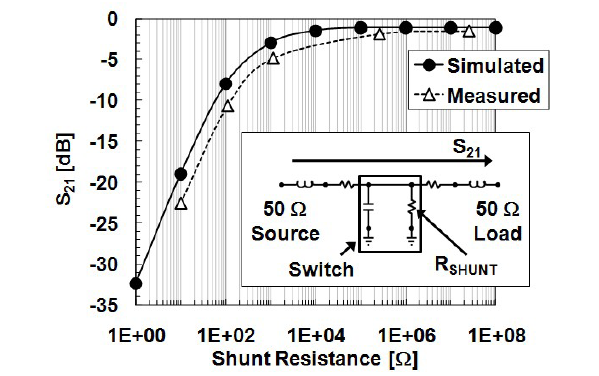 0
-5
-10
-15
-20
-25
-30
-35
S21 [dB]
1E+00 1E+02 1E+04 1E+06 1E+08
Shunt Resistance [Ω]
Simulated
Measured
S21
50 Ω
Source
50 Ω
Load
Switch
RSHUNT